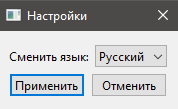 Настройки
Сменить язык: Русский
Применить Отменить